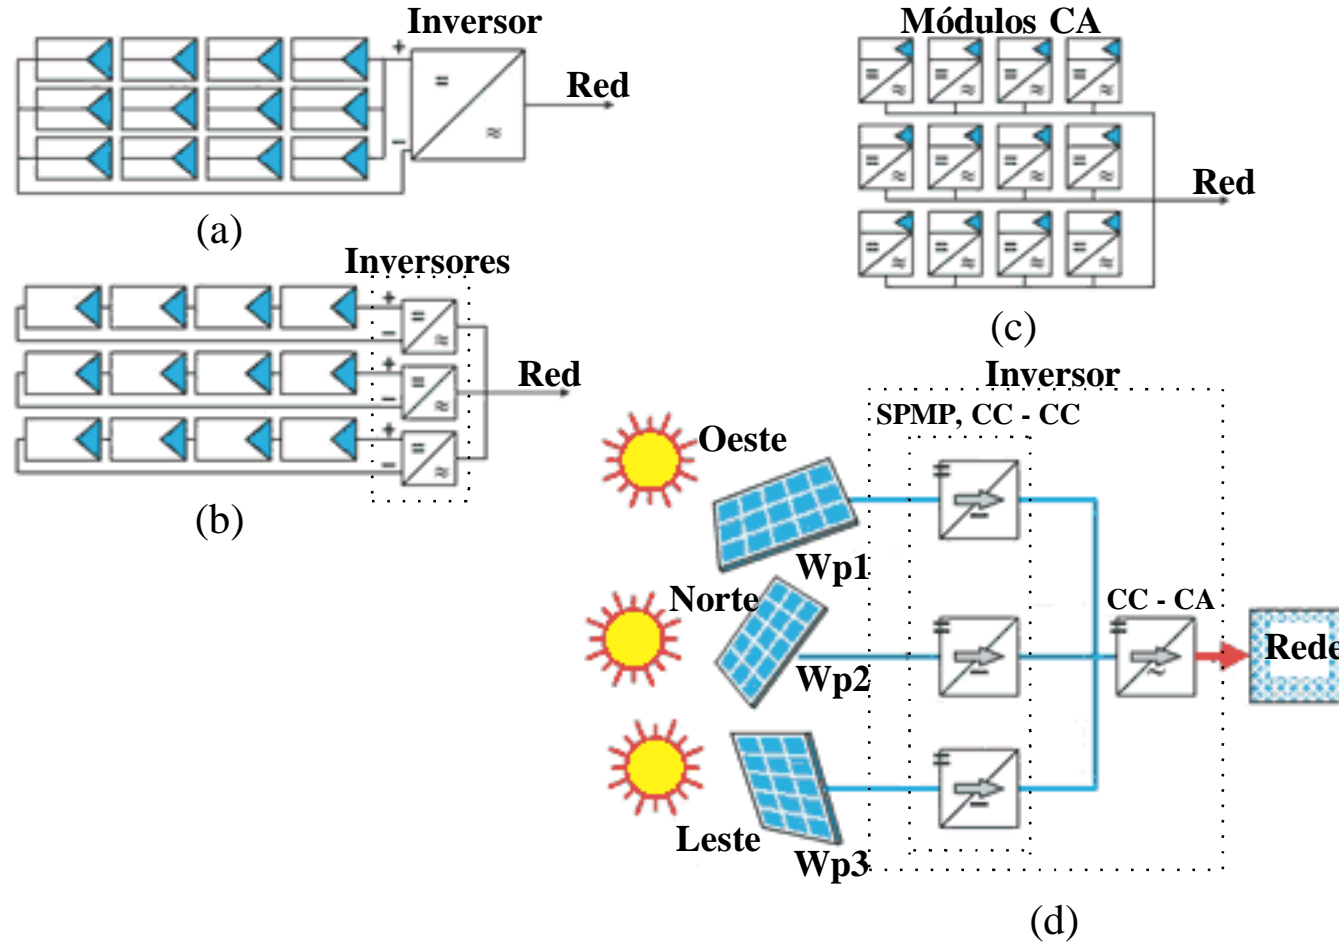 Inversor
+
Red
−
(a)
Módulos CA
Red
(c)
Inversores
+
−
+
−
+
−
Red
(b)
Inversor
SPMP, CC - CC
Oeste
Wp1
Norte
Wp2
CC - CA
Rede
Leste
Wp3
(d)